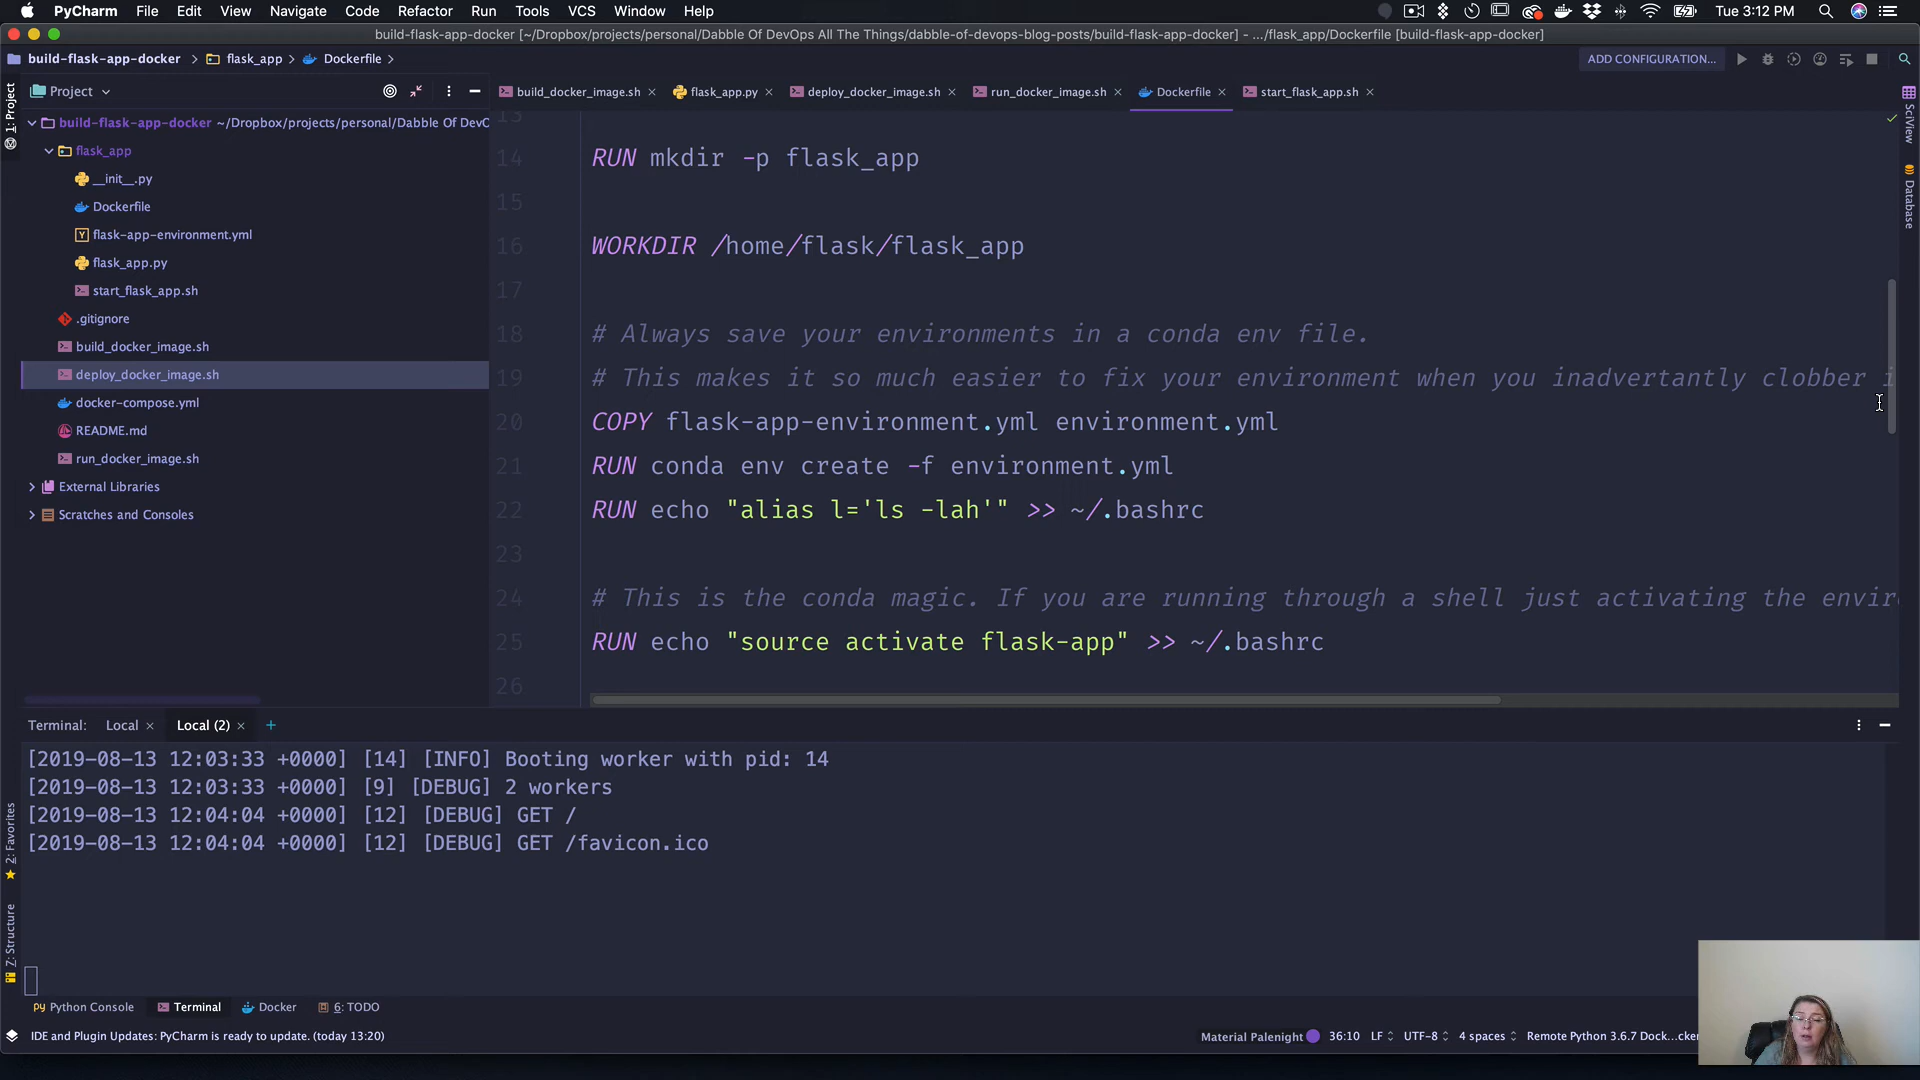 PyCharm File Edit View Navigate Code Refactor Run Tools VCS Window Help Tue 3:12 PM
build-flask-app-docker [~/Dropbox/projects/personal/Dabble Of DevOps All The Things/dabble-of-devops-blog-posts/build-flask-app-docker] - .../flask_app/Dockerfile [build-flask-app-docker]
build-flask-app-docker flask_app Dockerfile ADD CONFIGURATION...
Project build_docker_image.sh flask_app.py deploy_docker_image.sh run_docker_image.sh Dockerfile start_flask_app.sh
1: Project
SciView
Database
build-flask-app-docker ~/Dropbox/projects/personal/Dabble Of DevO
flask_app
__init__.py
Dockerfile
flask-app-environment.yml
flask_app.py
start_flask_app.sh
.gitignore
build_docker_image.sh
deploy_docker_image.sh
docker-compose.yml
README.md
run_docker_image.sh
External Libraries
Scratches and Consoles
13
14 RUN mkdir -p flask_app
15
16 WORKDIR /home/flask/flask_app
17
18 # Always save your environments in a conda env file.
19 # This makes it so much easier to fix your environment when you inadvertantly clobber i
20 COPY flask-app-environment.yml environment.yml
21 RUN conda env create -f environment.yml
22 RUN echo "alias l='ls -lah'" >> ~/.bashrc
23
24 # This is the conda magic. If you are running through a shell just activating the envir
25 RUN echo "source activate flask-app" >> ~/.bashrc
26
Terminal: Local Local (2)
[2019-08-13 12:03:33 +0000] [14] [INFO] Booting worker with pid: 14
[2019-08-13 12:03:33 +0000] [9] [DEBUG] 2 workers
[2019-08-13 12:04:04 +0000] [12] [DEBUG] GET /
[2019-08-13 12:04:04 +0000] [12] [DEBUG] GET /favicon.ico
2: Favorites
Z: Structure
Python Console Terminal Docker 6: TODO
IDE and Plugin Updates: PyCharm is ready to update. (today 13:20) Material Palenight 36:10 LF UTF-8 4 spaces Remote Python 3.6.7 Dock...cker